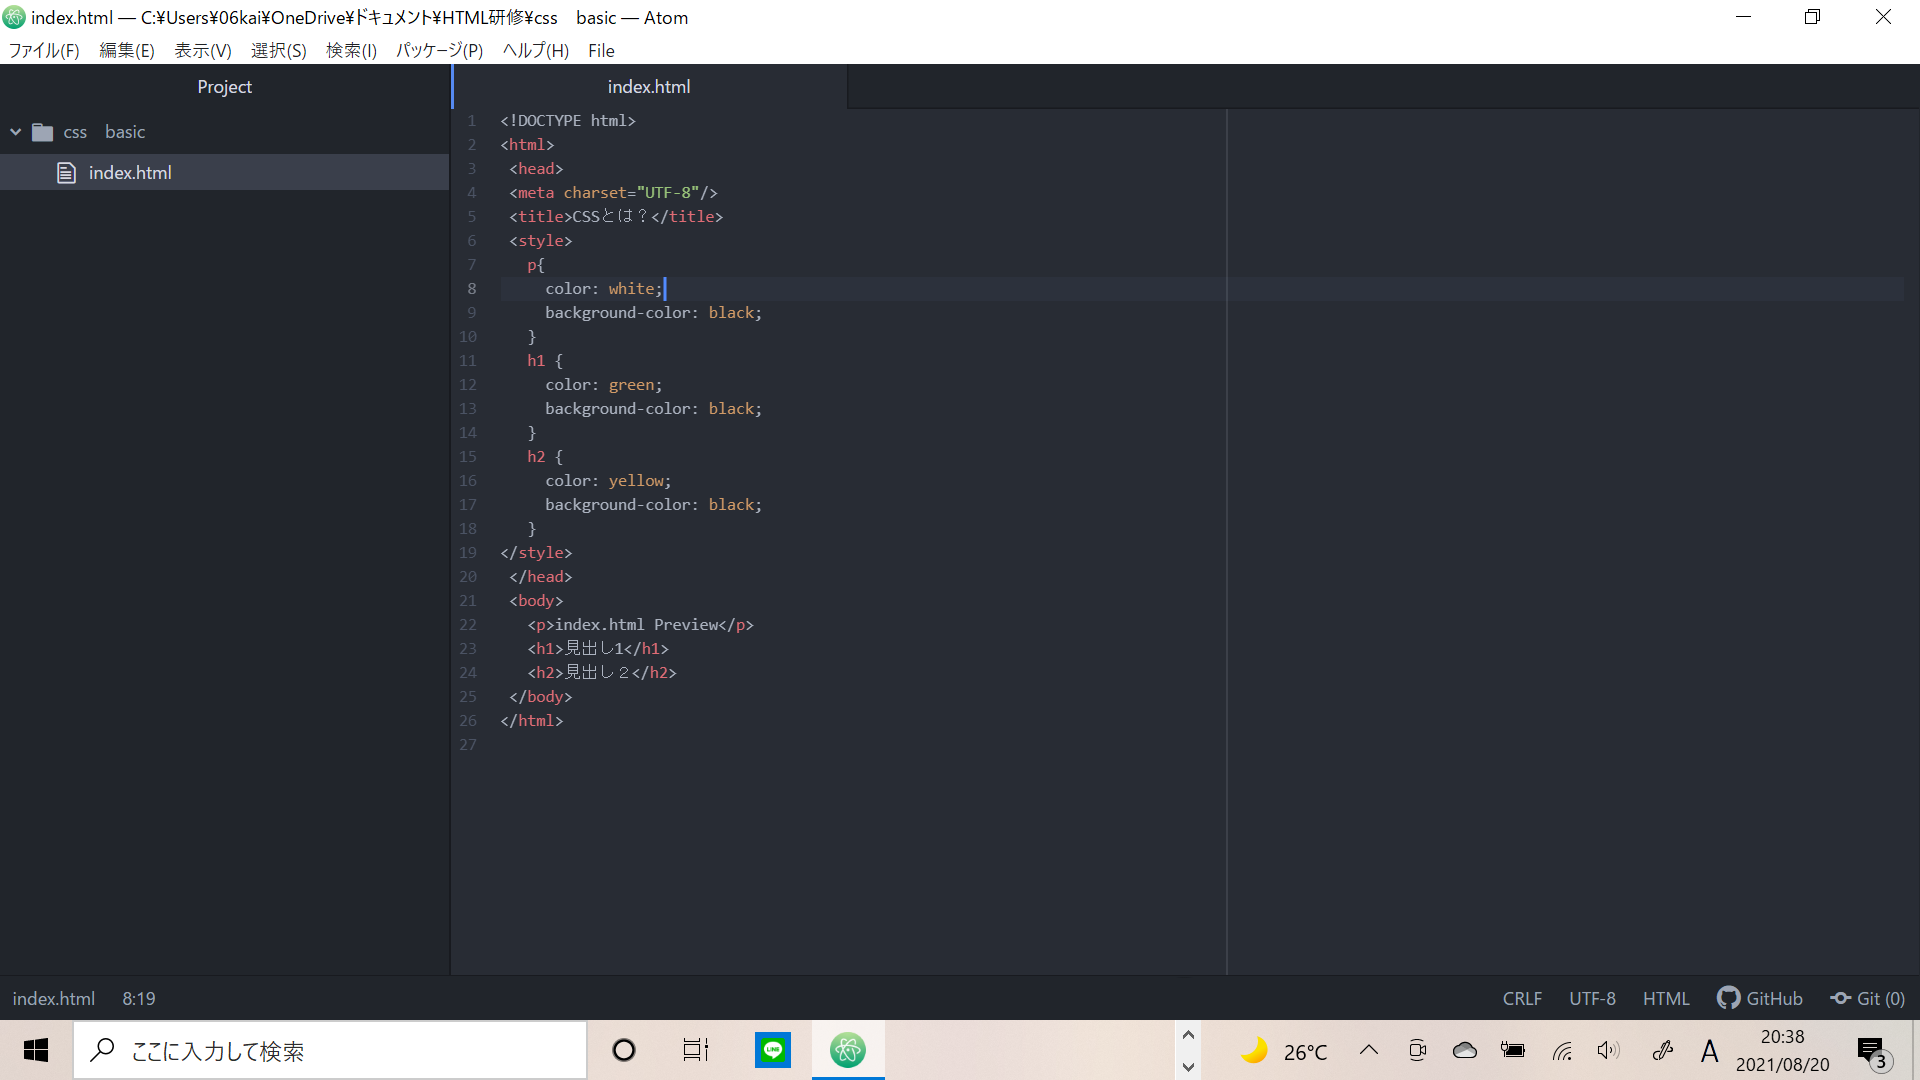 index.html — C:¥Users¥06kai¥OneDrive¥ドキュメント¥HTML研修¥css　basic — Atom
ファイル(F) 編集(E) 表示(V) 選択(S) 検索(I) パッケージ(P) ヘルプ(H) File
Project
css　basic
index.html
index.html
1 <!DOCTYPE html>
2 <html>
3  <head>
4  <meta charset="UTF-8"/>
5  <title>CSSとは？</title>
6  <style>
7    p{
8      color: white;
9      background-color: black;
10    }
11    h1 {
12      color: green;
13      background-color: black;
14    }
15    h2 {
16      color: yellow;
17      background-color: black;
18    }
19 </style>
20  </head>
21  <body>
22    <p>index.html Preview</p>
23    <h1>見出し1</h1>
24    <h2>見出し２</h2>
25  </body>
26 </html>
27
index.html 8:19 CRLF UTF-8 HTML GitHub Git (0)
ここに入力して検索
LINE
26°C
A
20:38
2021/08/20
3